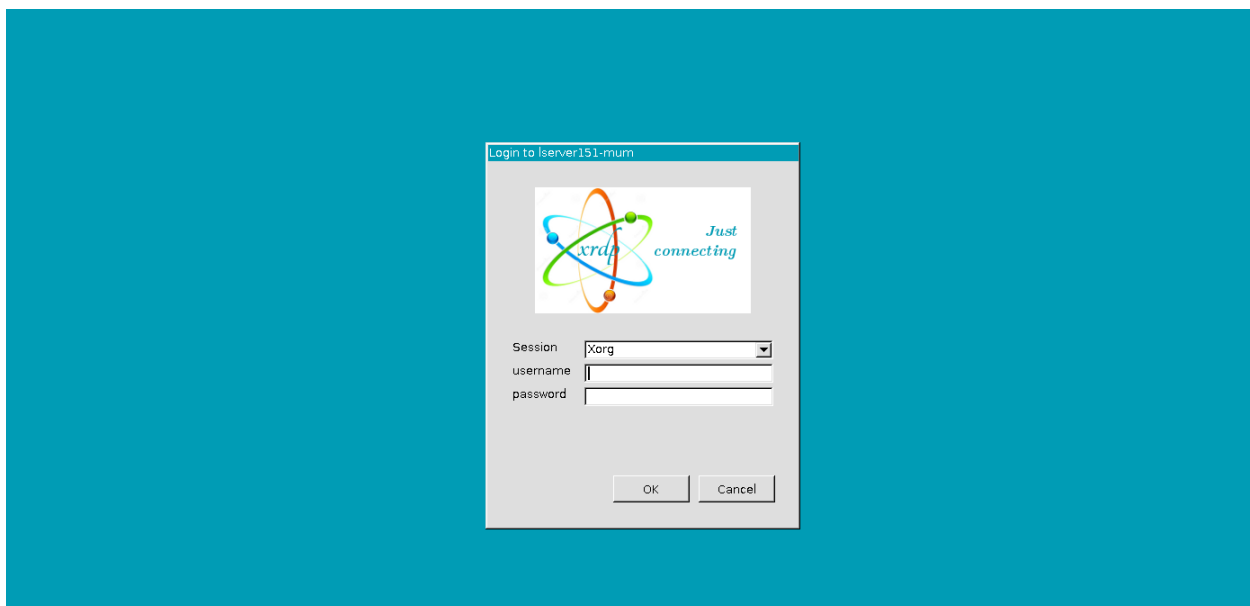 Login to lserver151-mum
xrdp
Just
connecting
Session
Xorg
username
password
OK
Cancel